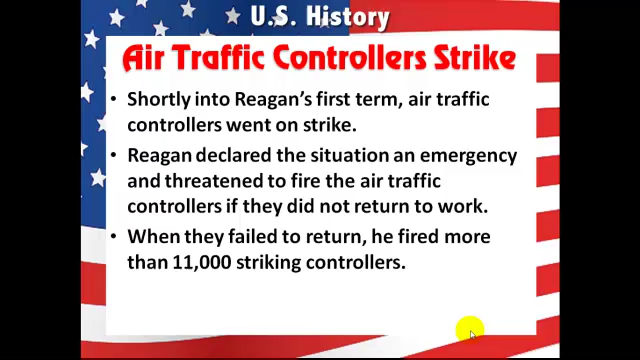 U.S. History
Air Traffic Controllers Strike
• Shortly into Reagan's first term, air traffic
controllers went on strike.
• Reagan declared the situation an emergency
and threatened to fire the air traffic
controllers if they did not return to work.
• When they failed to return, he fired more
than 11,000 striking controllers.